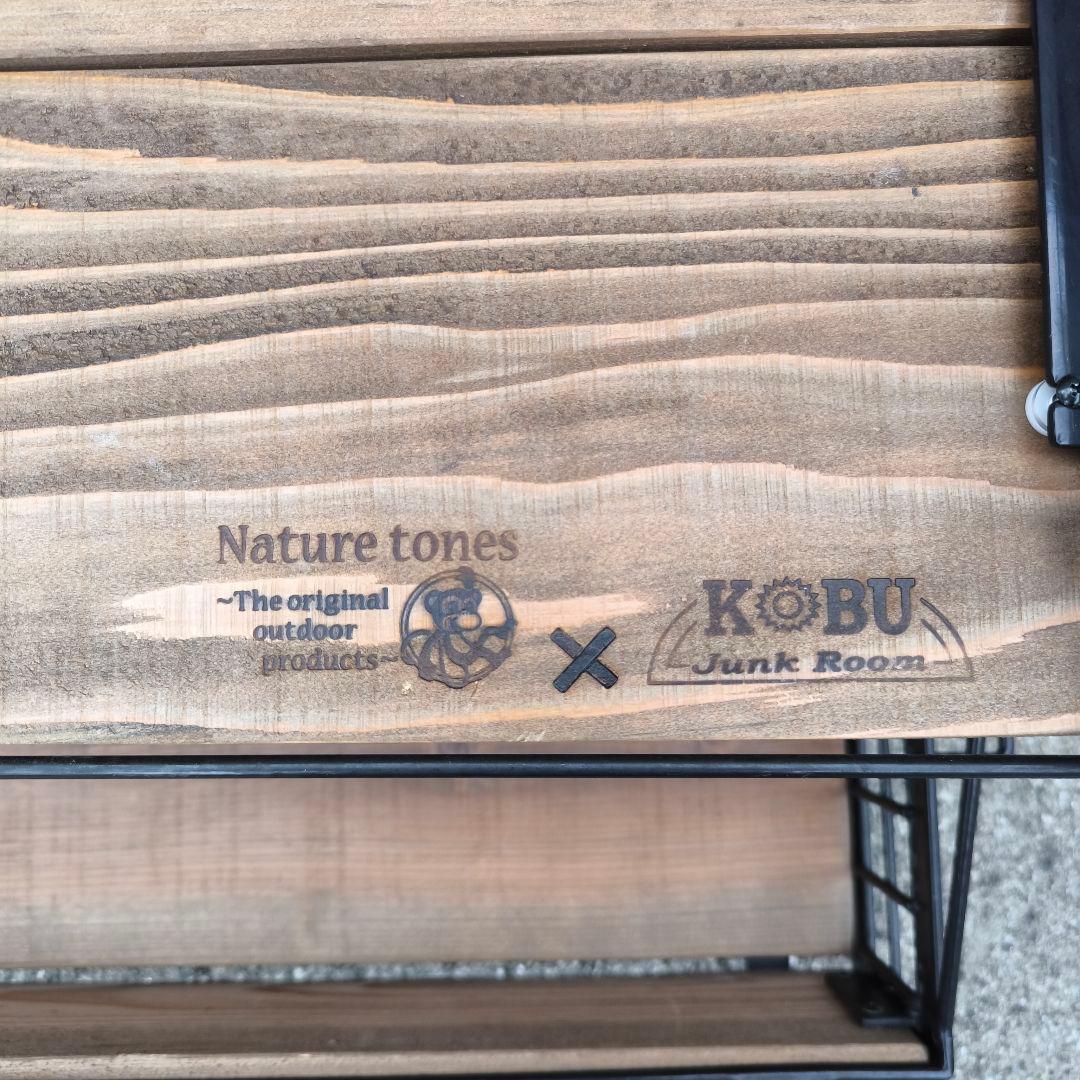 Nature tones
~The original
outdoor
products~
×
KOBU
Junk Room